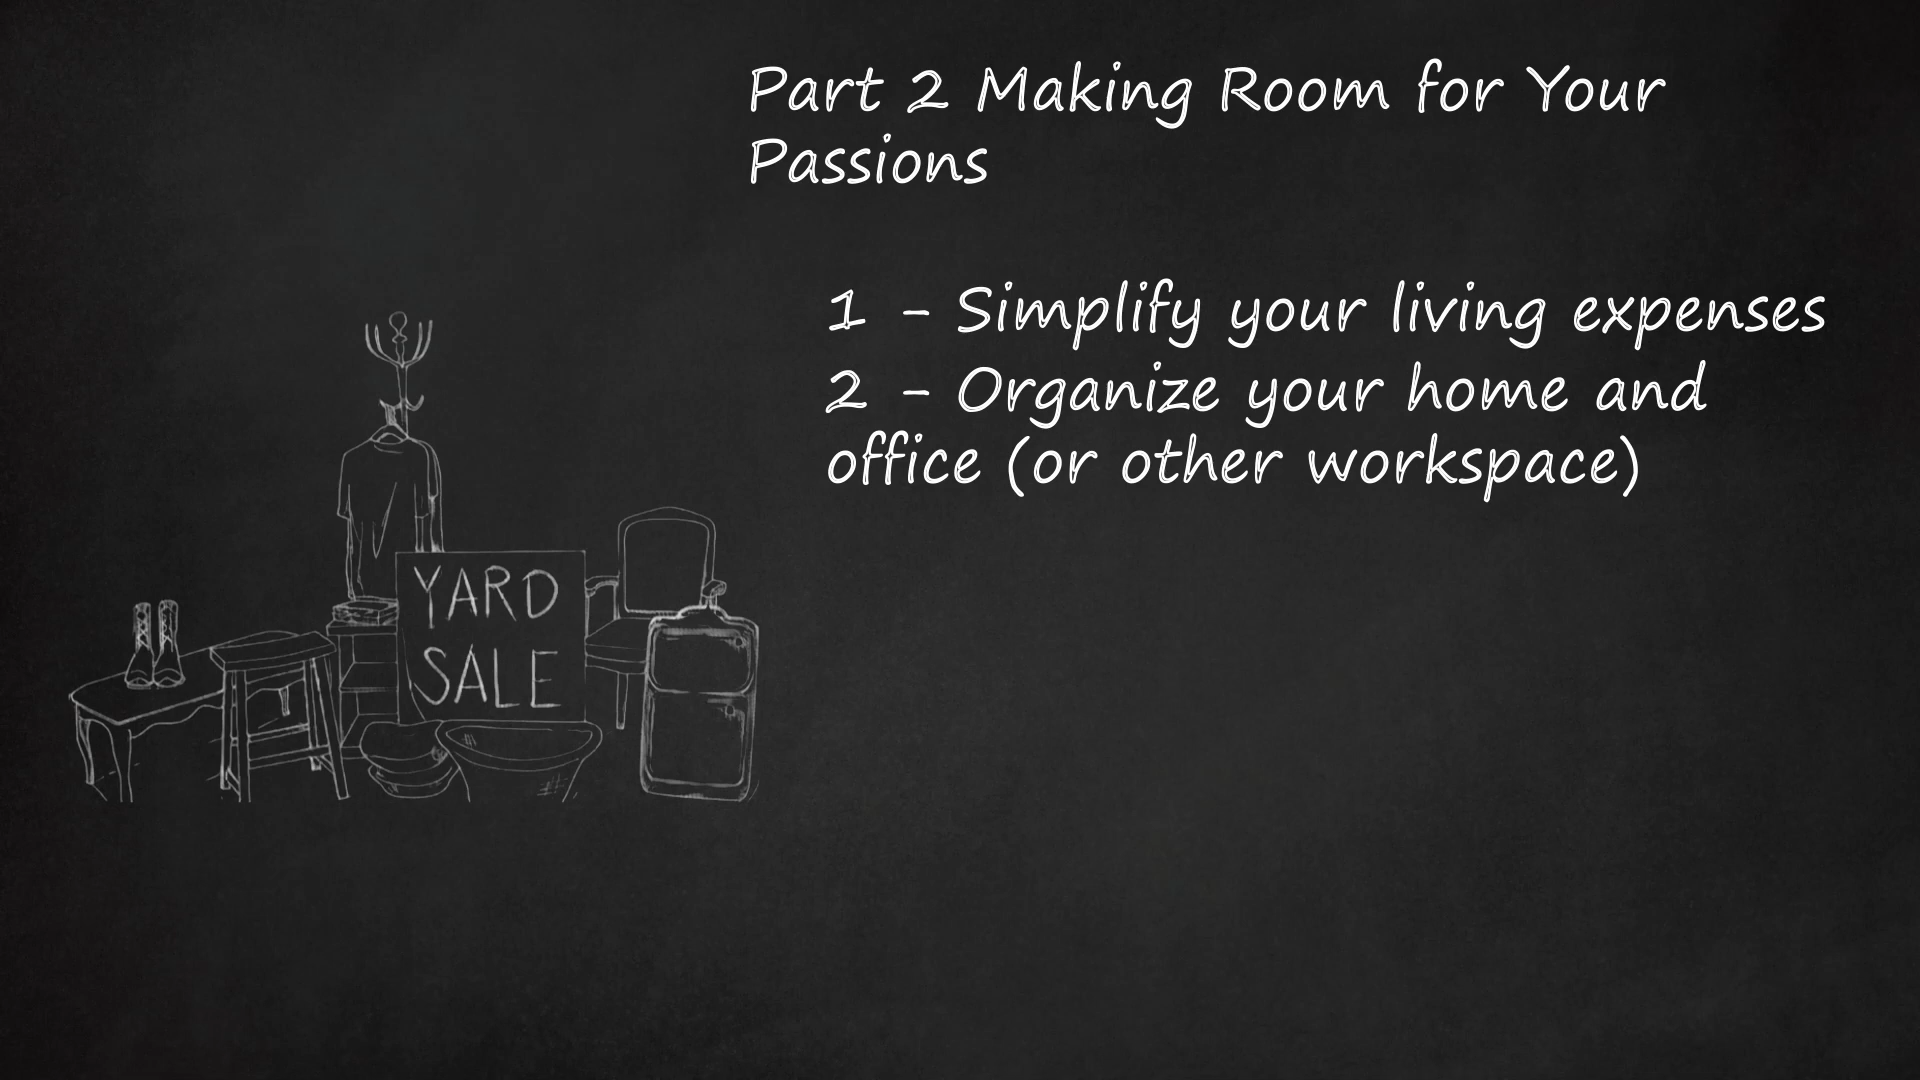 Part 2 Making Room for Your
Passions
1 - Simplify your living expenses
2 - Organize your home and
office (or other workspace)
YARD
SALE